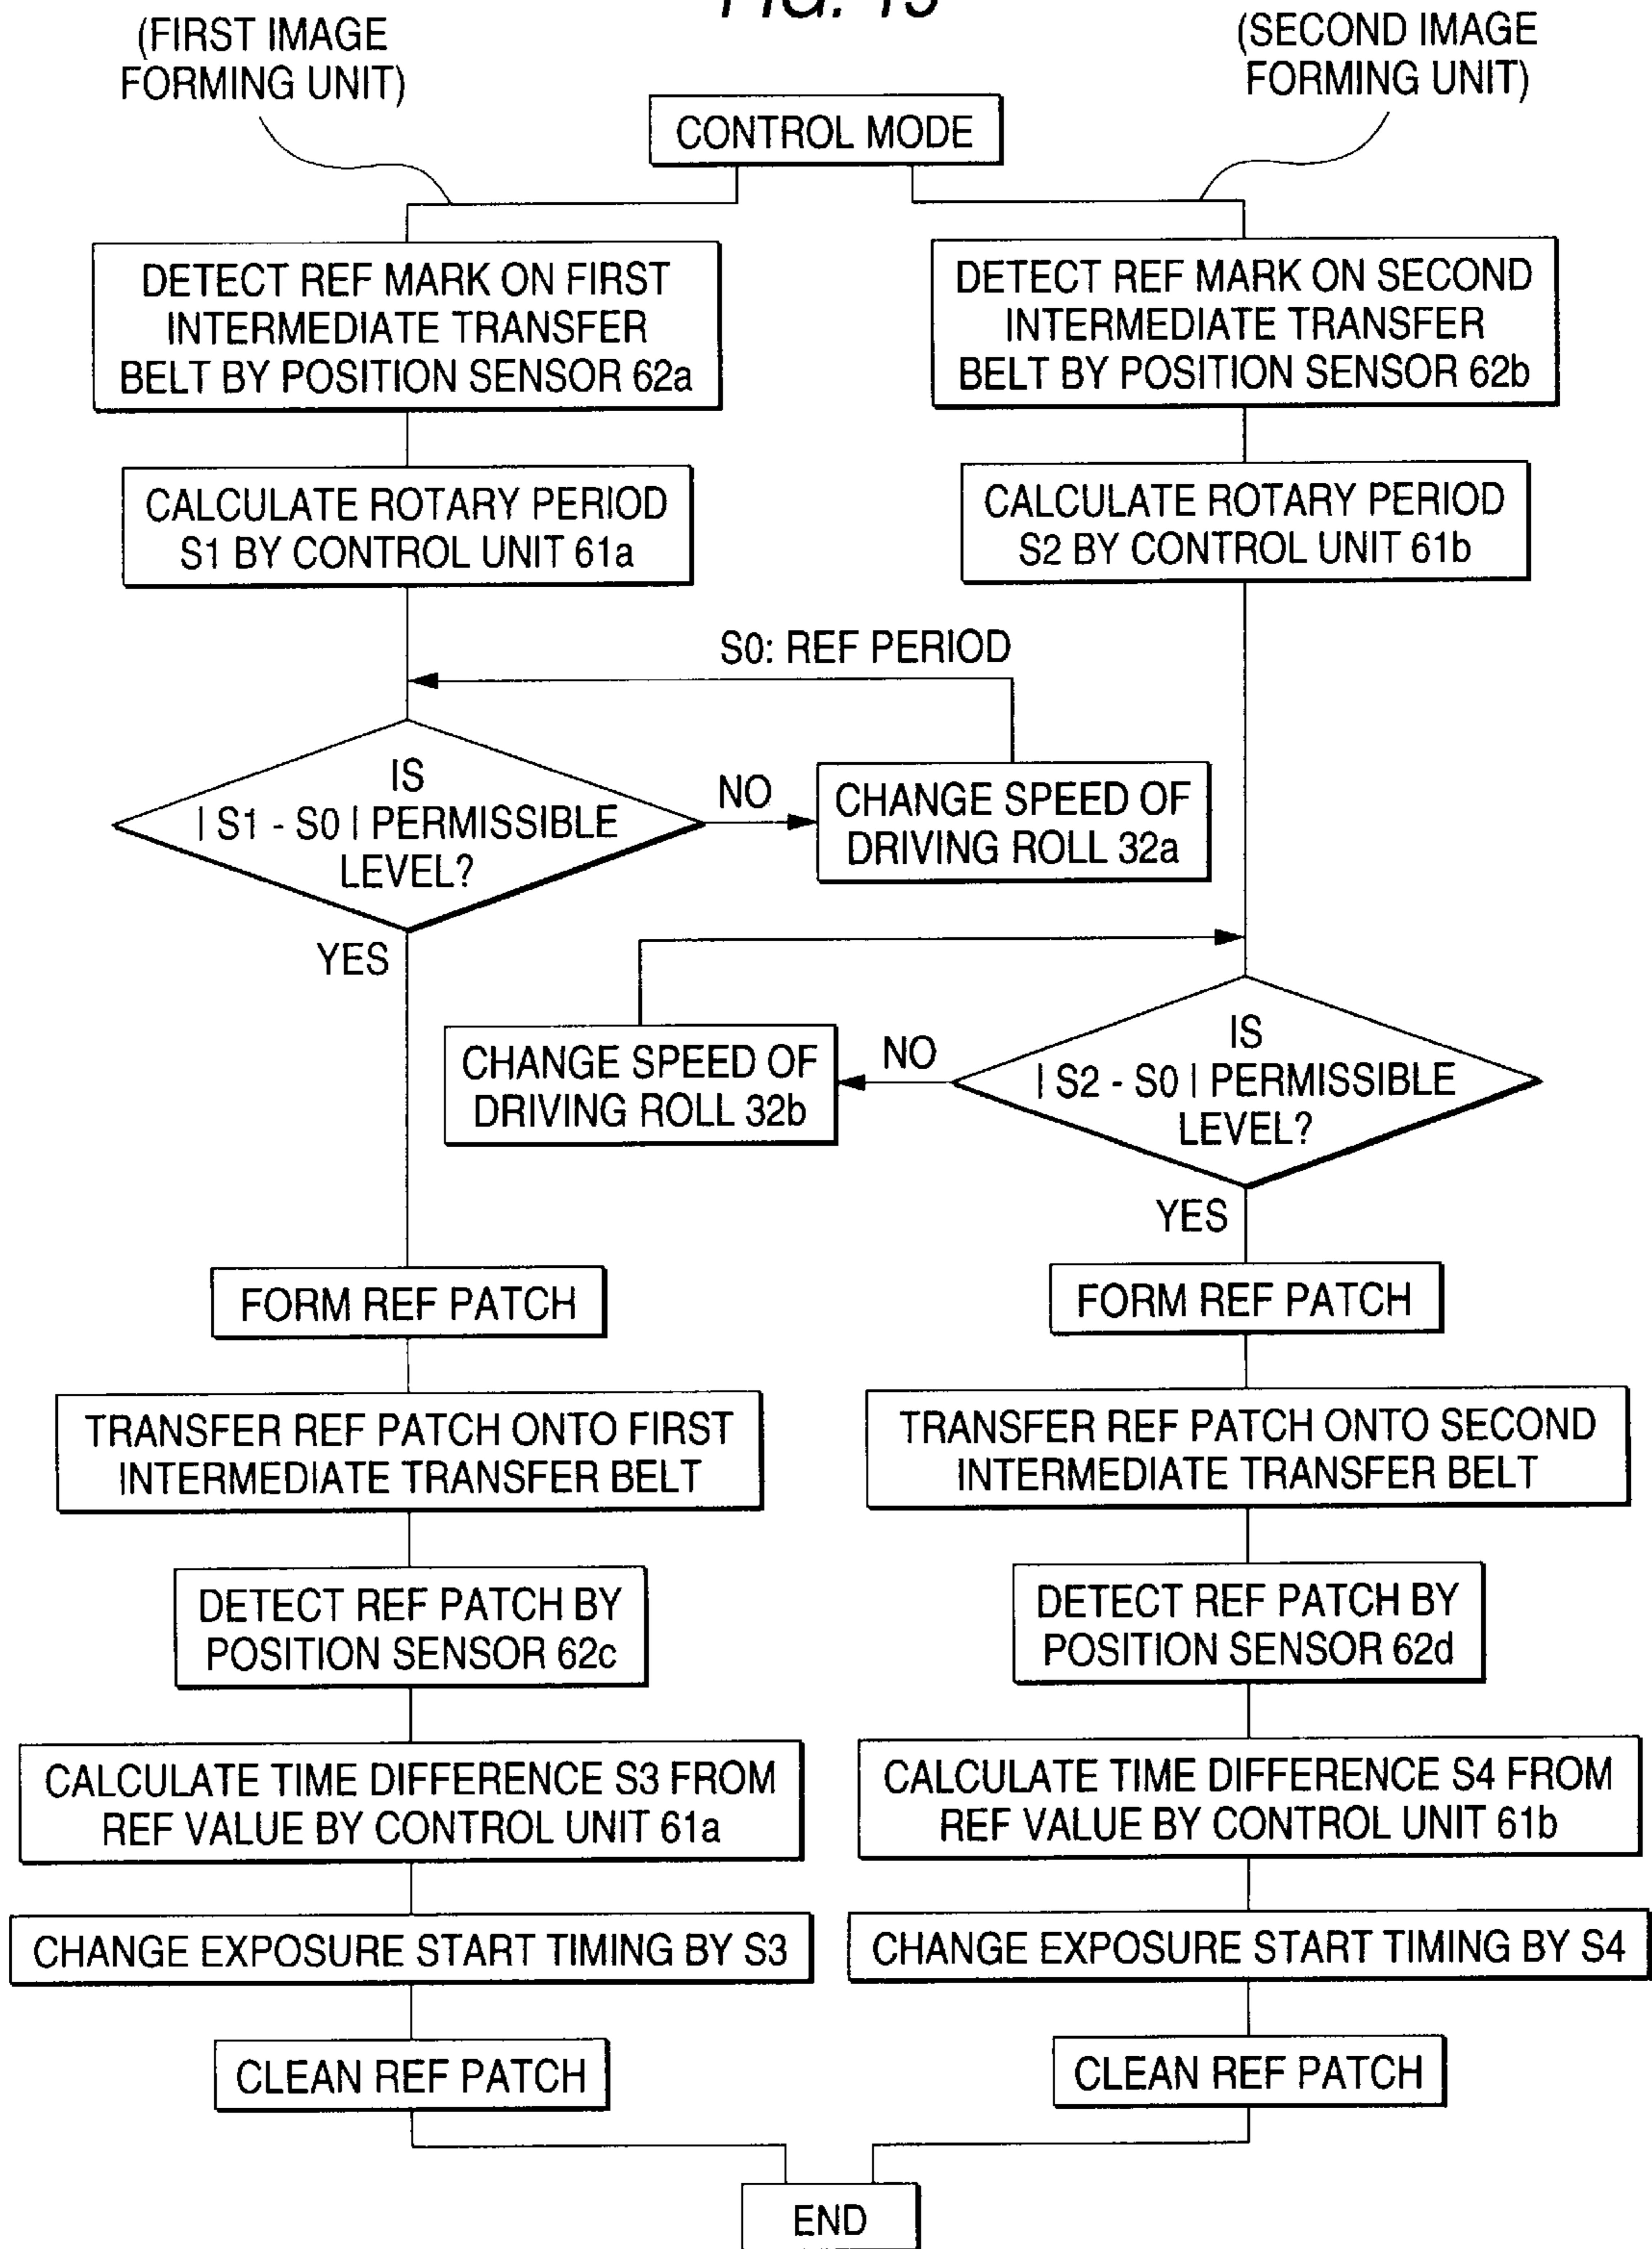 FIG.
(FIRST IMAGE
FORMING UNIT)
(SECOND IMAGE
FORMING UNIT)
CONTROL MODE
DETECT REF MARK ON FIRST
INTERMEDIATE TRANSFER
BELT BY POSITION SENSOR 62a
DETECT REF MARK ON SECOND
INTERMEDIATE TRANSFER
BELT BY POSITION SENSOR 62b
CALCULATE ROTARY PERIOD
S1 BY CONTROL UNIT 61a
CALCULATE ROTARY PERIOD
S2 BY CONTROL UNIT 61b
S0: REF PERIOD
IS
| S1 - S0 | PERMISSIBLE
LEVEL?
NO
CHANGE SPEED OF
DRIVING ROLL 32a
YES
IS
| S2 - S0 | PERMISSIBLE
LEVEL?
NO
CHANGE SPEED OF
DRIVING ROLL 32b
YES
FORM REF PATCH
FORM REF PATCH
TRANSFER REF PATCH ONTO FIRST
INTERMEDIATE TRANSFER BELT
TRANSFER REF PATCH ONTO SECOND
INTERMEDIATE TRANSFER BELT
DETECT REF PATCH BY
POSITION SENSOR 62c
DETECT REF PATCH BY
POSITION SENSOR 62d
CALCULATE TIME DIFFERENCE S3 FROM
REF VALUE BY CONTROL UNIT 61a
CALCULATE TIME DIFFERENCE S4 FROM
REF VALUE BY CONTROL UNIT 61b
CHANGE EXPOSURE START TIMING BY S3
CHANGE EXPOSURE START TIMING BY S4
CLEAN REF PATCH
CLEAN REF PATCH
END